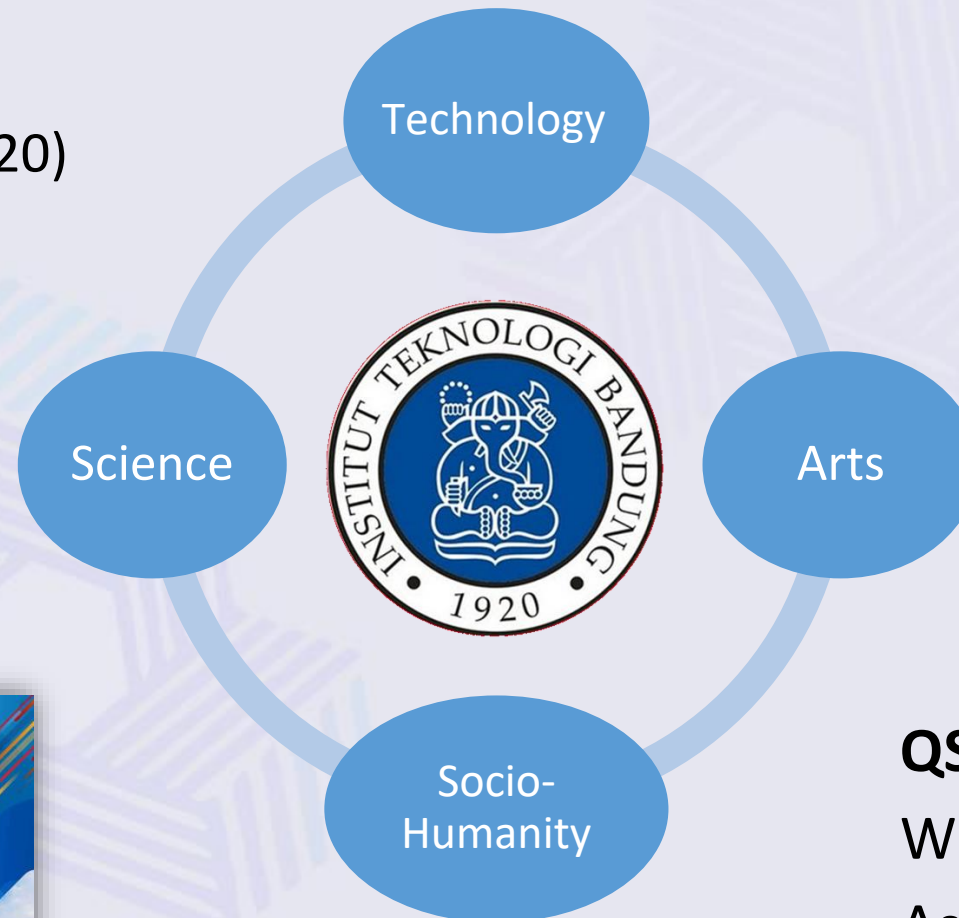 Technology
20)
INSTITUT TEKNOLOGI BANDUNG
1920
Science
Arts
Socio-
Humanity
QS
W